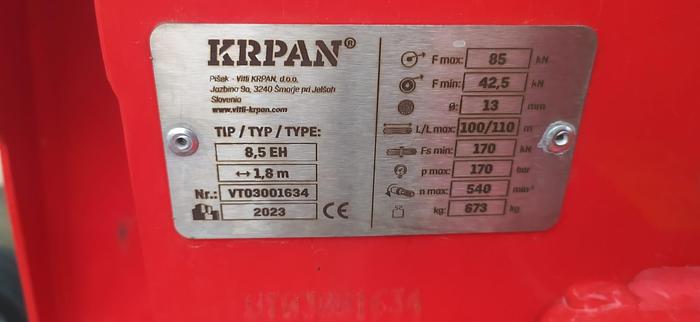 KRPAN®
Pišek - Vitli KRPAN, d.o.o.
Jazbina 9a, 3240 Šmarje pri Jelšah
Slovenia
www.vitli-krpan.com
TIP / TYP / TYPE:
8,5 EH
↔ 1,8 m
Nr.: VT03001634
2023 CE
F max: 85 kN
F min: 42,5 kN
Ø: 13 mm
L/L max: 100/110 m
Fs min: 170 kN
p max: 170 bar
n max: 540 min⁻¹
kg: 673 kg
VT03001634